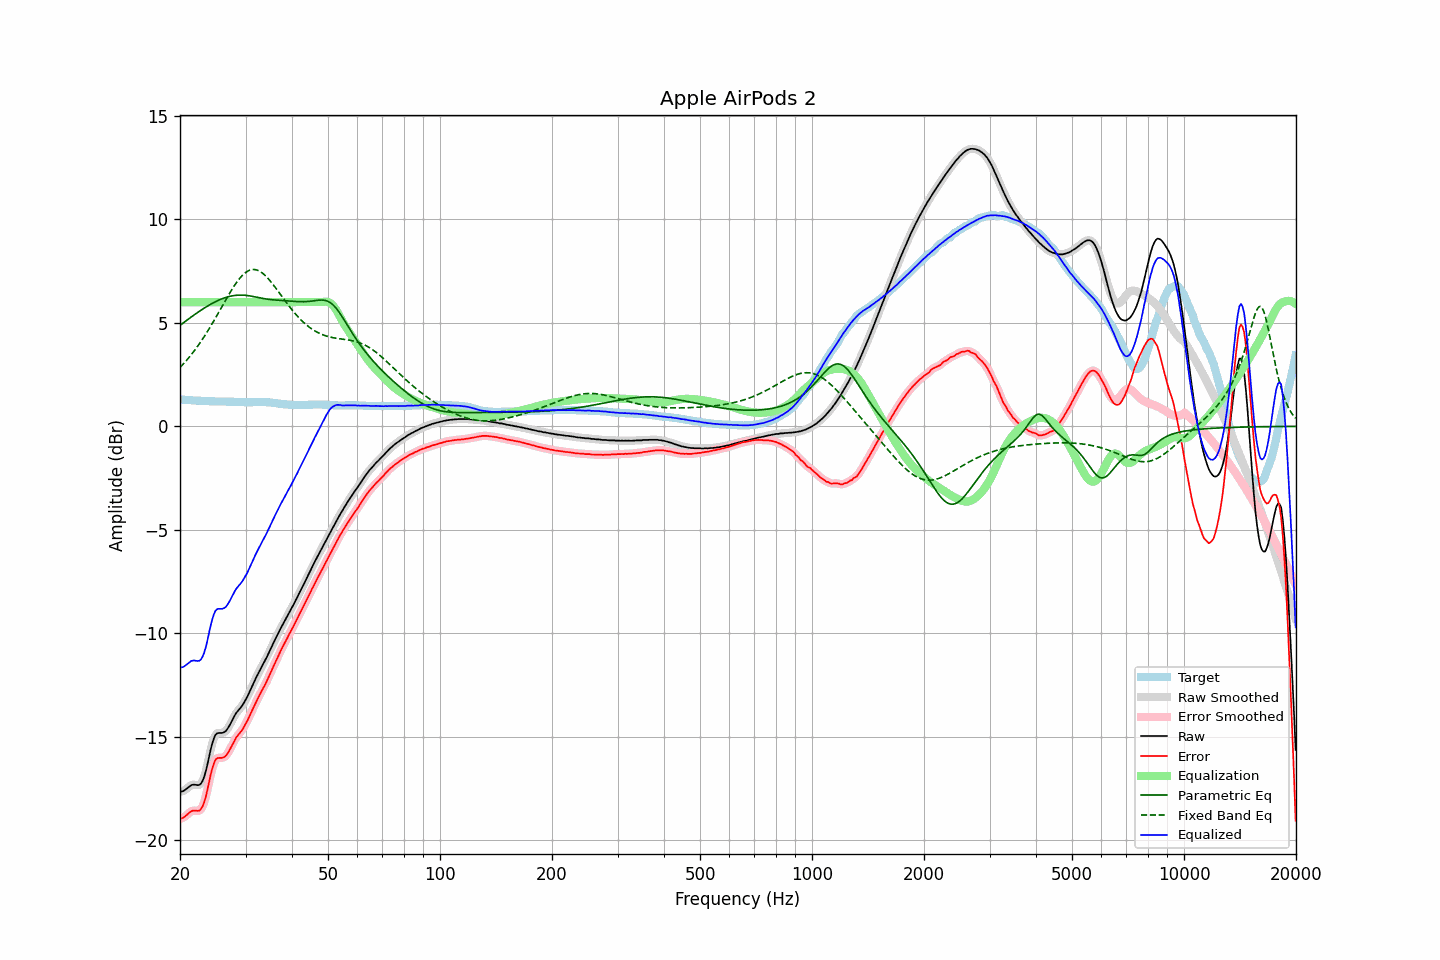 Apple AirPods 2
15
10
5
0
−5
−10
−15
−20
Amplitude (dBr)
20
50
100
200
500
1000
2000
5000
10000
20000
Frequency (Hz)
Target
Raw Smoothed
Error Smoothed
Raw
Error
Equalization
Parametric Eq
Fixed Band Eq
Equalized